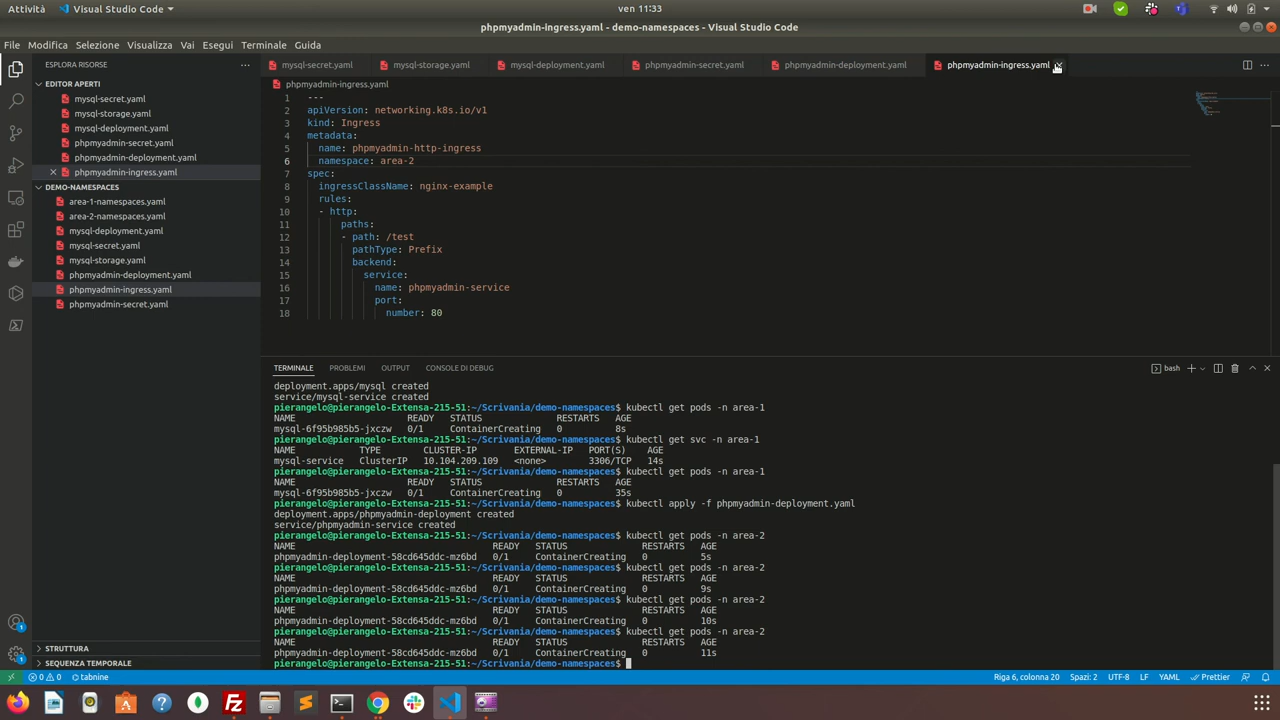 Attività
Visual Studio Code
ven 11:33
phpmyadmin-ingress.yaml - demo-namespaces - Visual Studio Code
File Modifica Selezione Visualizza Vai Esegui Terminale Guida
ESPLORA RISORSE
EDITOR APERTI
mysql-secret.yaml
mysql-storage.yaml
mysql-deployment.yaml
phpmyadmin-secret.yaml
phpmyadmin-deployment.yaml
phpmyadmin-ingress.yaml
DEMO-NAMESPACES
area-1-namespaces.yaml
area-2-namespaces.yaml
mysql-deployment.yaml
mysql-secret.yaml
mysql-storage.yaml
phpmyadmin-deployment.yaml
phpmyadmin-ingress.yaml
phpmyadmin-secret.yaml
STRUTTURA
SEQUENZA TEMPORALE
mysql-secret.yaml mysql-storage.yaml mysql-deployment.yaml phpmyadmin-secret.yaml phpmyadmin-deployment.yaml phpmyadmin-ingress.yaml
phpmyadmin-ingress.yaml
1 ---
2 apiVersion: networking.k8s.io/v1
3 kind: Ingress
4 metadata:
5 name: phpmyadmin-http-ingress
6 namespace: area-2
7 spec:
8 ingressClassName: nginx-example
9 rules:
10 - http:
11 paths:
12 - path: /test
13 pathType: Prefix
14 backend:
15 service:
16 name: phpmyadmin-service
17 port:
18 number: 80
TERMINALE PROBLEMI OUTPUT CONSOLE DI DEBUG
bash
deployment.apps/mysql created
service/mysql-service created
pierangelo@pierangelo-Extensa-215-51:~/Scrivania/demo-namespaces$ kubectl get pods -n area-1
NAME READY STATUS RESTARTS AGE
mysql-6f95b985b5-jxczw 0/1 ContainerCreating 0 8s
pierangelo@pierangelo-Extensa-215-51:~/Scrivania/demo-namespaces$ kubectl get svc -n area-1
NAME TYPE CLUSTER-IP EXTERNAL-IP PORT(S) AGE
mysql-service ClusterIP 10.104.209.109 <none> 3306/TCP 14s
pierangelo@pierangelo-Extensa-215-51:~/Scrivania/demo-namespaces$ kubectl get pods -n area-1
NAME READY STATUS RESTARTS AGE
mysql-6f95b985b5-jxczw 0/1 ContainerCreating 0 35s
pierangelo@pierangelo-Extensa-215-51:~/Scrivania/demo-namespaces$ kubectl apply -f phpmyadmin-deployment.yaml
deployment.apps/phpmyadmin-deployment created
service/phpmyadmin-service created
pierangelo@pierangelo-Extensa-215-51:~/Scrivania/demo-namespaces$ kubectl get pods -n area-2
NAME READY STATUS RESTARTS AGE
phpmyadmin-deployment-58cd645ddc-mz6bd 0/1 ContainerCreating 0 5s
pierangelo@pierangelo-Extensa-215-51:~/Scrivania/demo-namespaces$ kubectl get pods -n area-2
NAME READY STATUS RESTARTS AGE
phpmyadmin-deployment-58cd645ddc-mz6bd 0/1 ContainerCreating 0 9s
pierangelo@pierangelo-Extensa-215-51:~/Scrivania/demo-namespaces$ kubectl get pods -n area-2
NAME READY STATUS RESTARTS AGE
phpmyadmin-deployment-58cd645ddc-mz6bd 0/1 ContainerCreating 0 10s
pierangelo@pierangelo-Extensa-215-51:~/Scrivania/demo-namespaces$ kubectl get pods -n area-2
NAME READY STATUS RESTARTS AGE
phpmyadmin-deployment-58cd645ddc-mz6bd 0/1 ContainerCreating 0 11s
pierangelo@pierangelo-Extensa-215-51:~/Scrivania/demo-namespaces$
0 0 tabnine
Riga 6, colonna 20 Spazi: 2 UTF-8 LF YAML Prettier